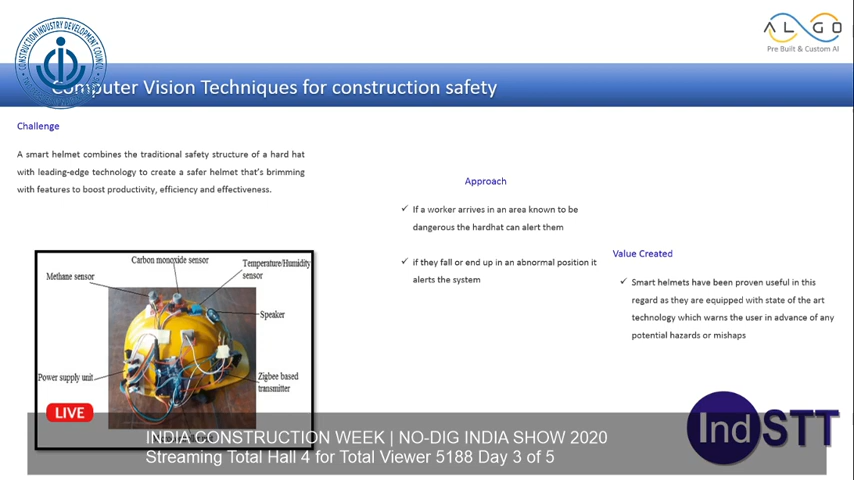 CONSTRUCTION INDUSTRY DEVELOPMENT COUNCIL
ALGO
Pre Built & Custom AI
Computer Vision Techniques for construction safety
Challenge
A smart helmet combines the traditional safety structure of a hard hat
with leading-edge technology to create a safer helmet that's brimming
with features to boost productivity, efficiency and effectiveness.
Approach
✓ If a worker arrives in an area known to be
dangerous the hardhat can alert them
✓ if they fall or end up in an abnormal position it
alerts the system
Value Created
✓ Smart helmets have been proven useful in this
regard as they are equipped with state of the art
technology which warns the user in advance of any
potential hazards or mishaps
Carbon monoxide sensor
Methane sensor
Temperature/Humidity
sensor
Speaker
Power supply unit
Zigbee based
transmitter
LIVE
INDIA CONSTRUCTION WEEK | NO-DIG INDIA SHOW 2020
Streaming Total Hall 4 for Total Viewer 5188 Day 3 of 5
IndSTT